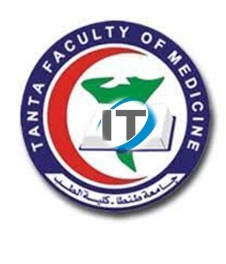 TANTA FACULTY OF MEDICINE
IT
جامعة طنطا . كلية الطب